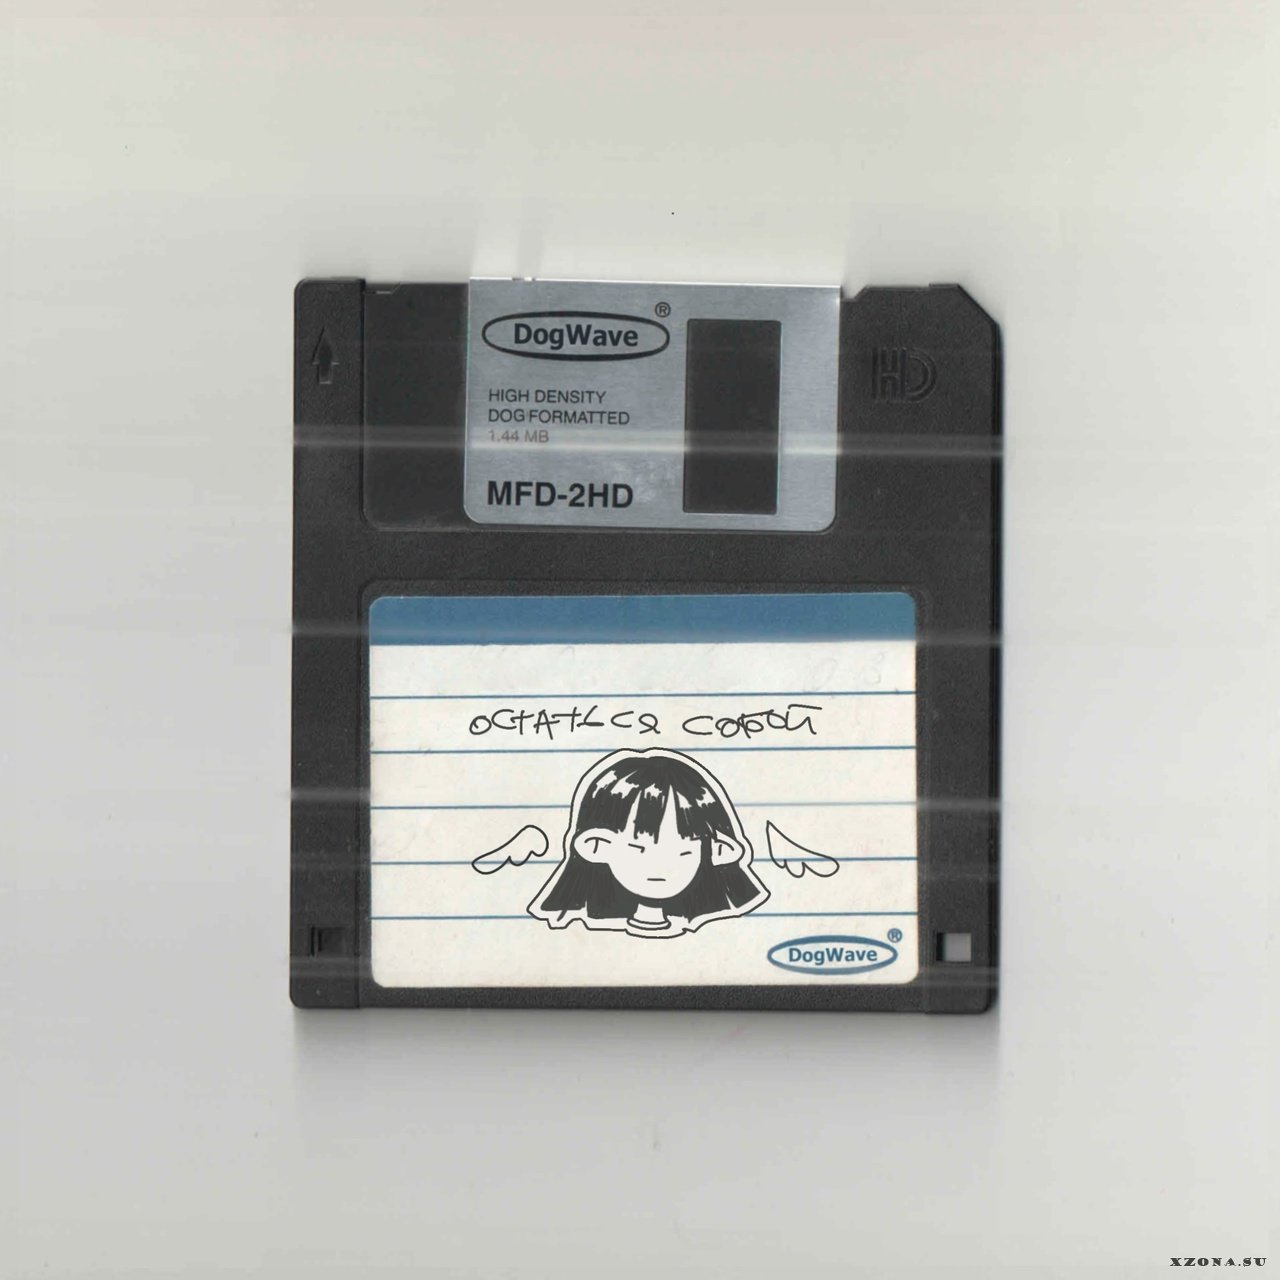 DogWave ®
HD
HIGH DENSITY
DOG FORMATTED
1.44 MB
MFD-2HD
остаться собой
DogWave ®
XZONA.SU